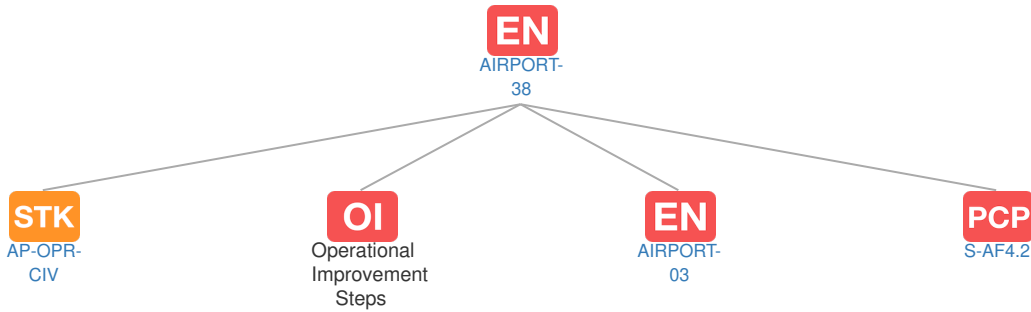 EN
AIRPORT-
38
STK
AP-OPR-
CIV
OI
Operational
Improvement
Steps
EN
AIRPORT-
03
PCP
S-AF4.2